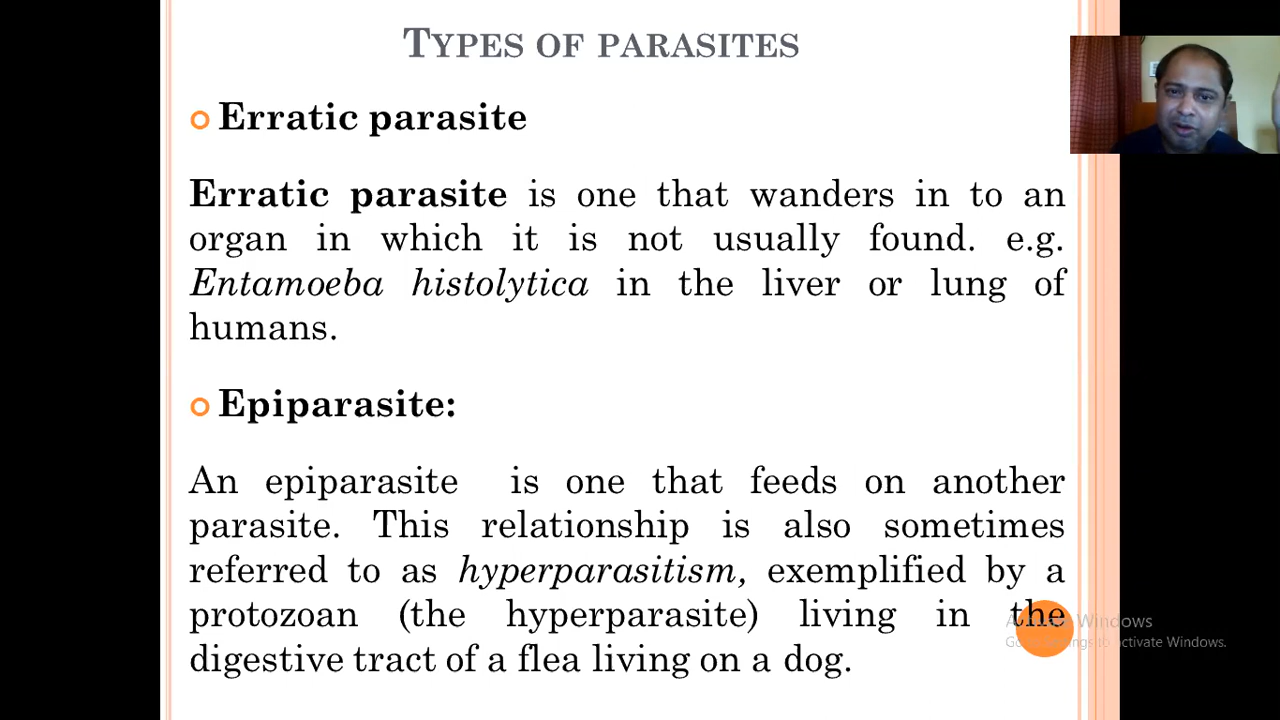 TYPES OF PARASITES
Erratic parasite
Erratic parasite is one that wanders in to an
organ in which it is not usually found. e.g.
Entamoeba histolytica in the liver or lung of
humans.
Epiparasite:
An epiparasite is one that feeds on another
parasite. This relationship is also sometimes
referred to as hyperparasitism, exemplified by a
protozoan (the hyperparasite) living in the
digestive tract of a flea living on a dog.
Windows
to activate Windows.